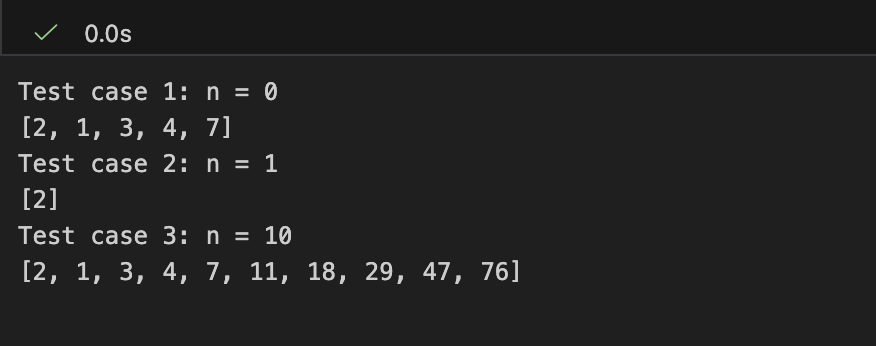 0.0s
Test case 1: n = 0
[2, 1, 3, 4, 7]
Test case 2: n = 1
[2]
Test case 3: n = 10
[2, 1, 3, 4, 7, 11, 18, 29, 47, 76]